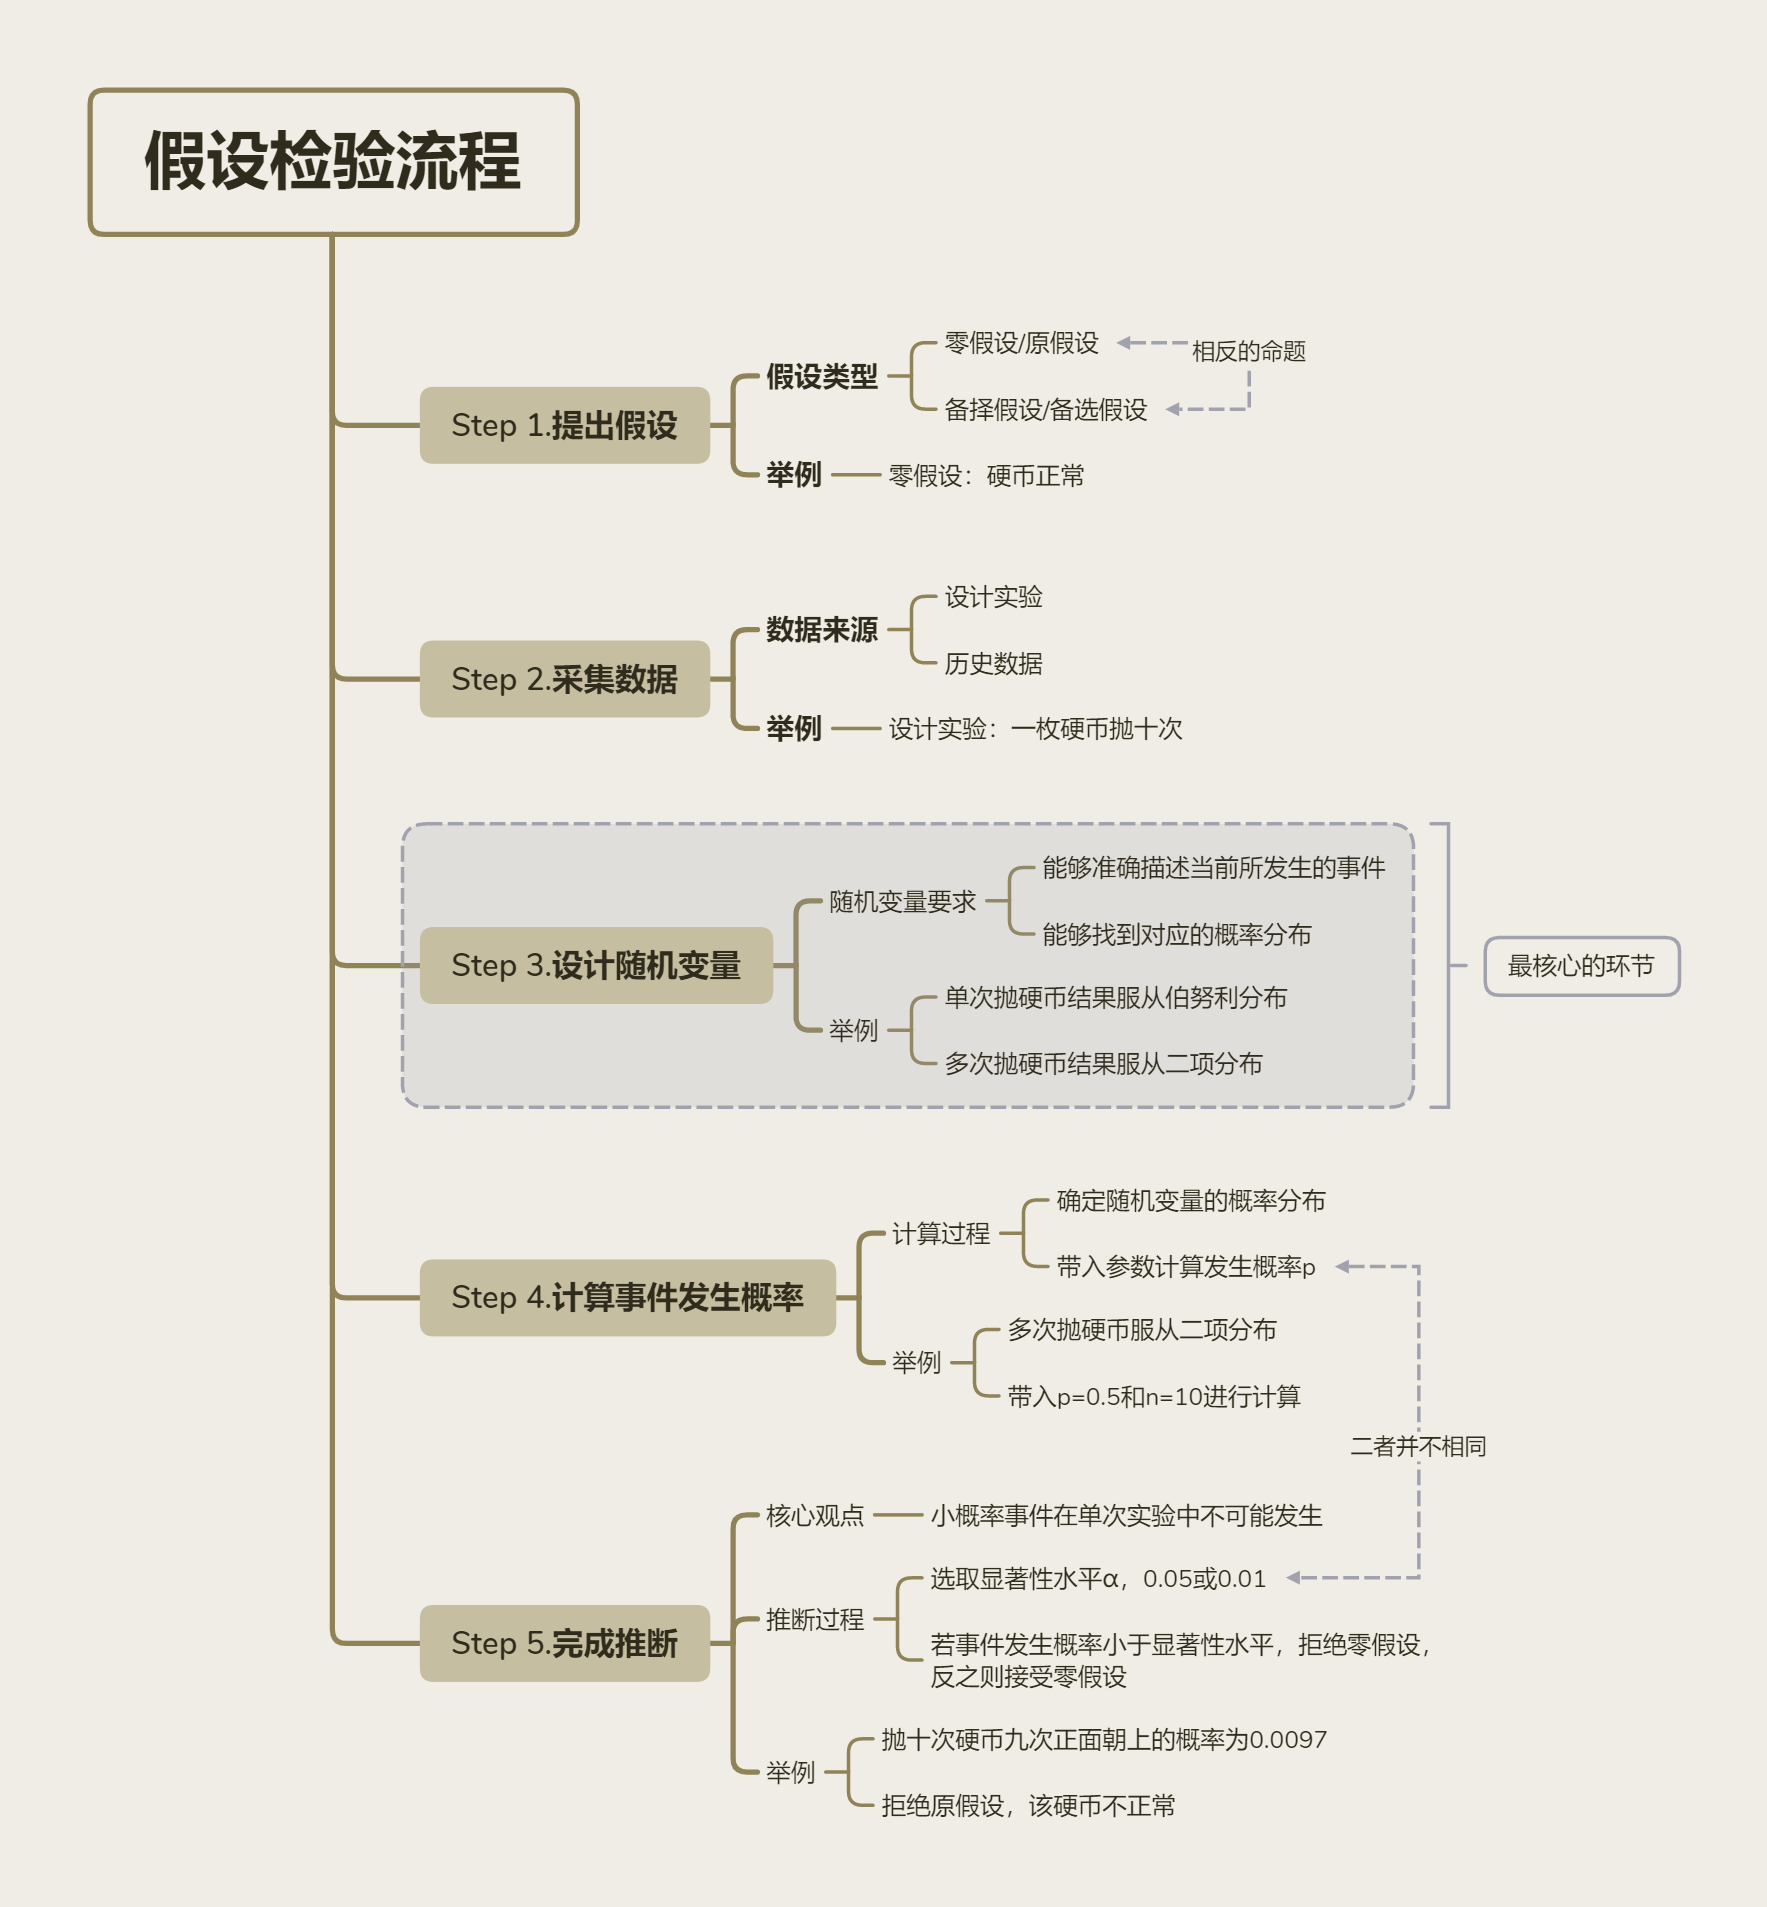 假设检验流程
Step 1.提出假设
假设类型
零假设/原假设
相反的命题
备择假设/备选假设
举例
零假设：硬币正常
Step 2.采集数据
数据来源
设计实验
历史数据
举例
设计实验：一枚硬币抛十次
Step 3.设计随机变量
随机变量要求
能够准确描述当前所发生的事件
能够找到对应的概率分布
举例
单次抛硬币结果服从伯努利分布
多次抛硬币结果服从二项分布
最核心的环节
Step 4.计算事件发生概率
计算过程
确定随机变量的概率分布
带入参数计算发生概率p
举例
多次抛硬币服从二项分布
带入p=0.5和n=10进行计算
二者并不相同
Step 5.完成推断
核心观点
小概率事件在单次实验中不可能发生
推断过程
选取显著性水平α，0.05或0.01
若事件发生概率小于显著性水平，拒绝零假设，
反之则接受零假设
举例
抛十次硬币九次正面朝上的概率为0.0097
拒绝原假设，该硬币不正常